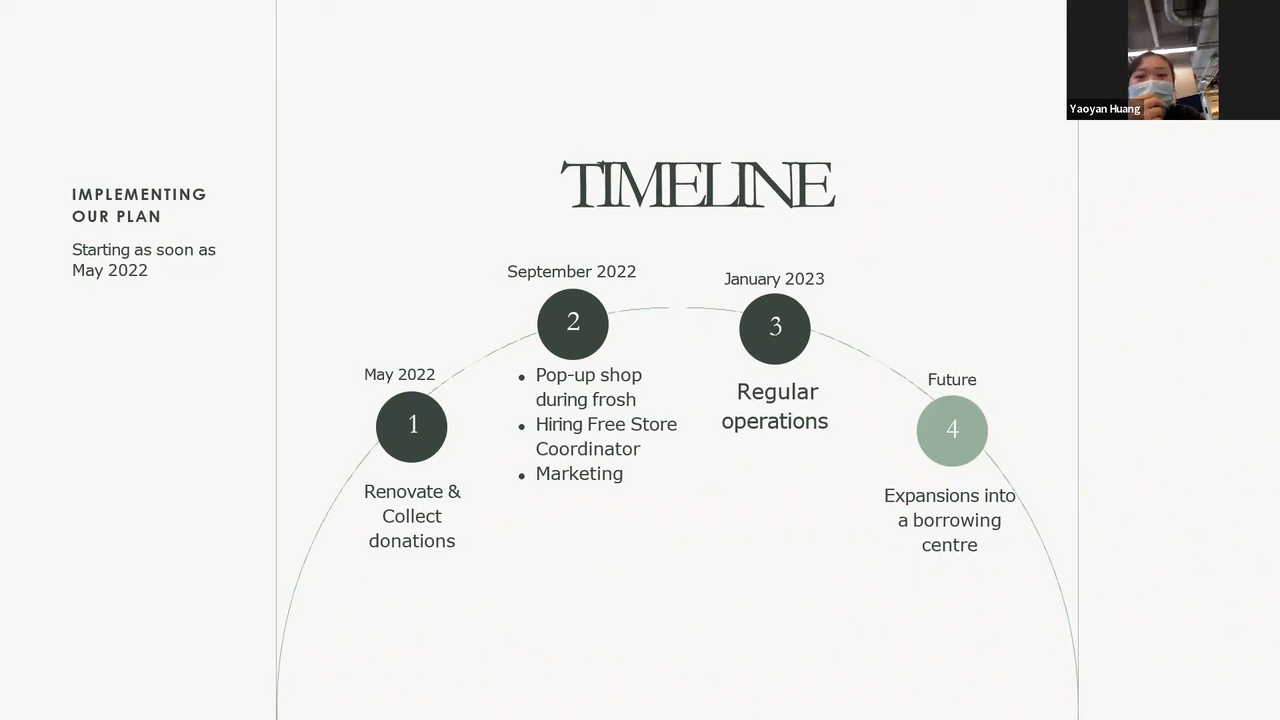 Yaoyan Huang
TIMELINE
IMPLEMENTING
OUR PLAN
Starting as soon as
May 2022
May 2022
1
Renovate &
Collect
donations
September 2022
2
• Pop-up shop
during frosh
• Hiring Free Store
Coordinator
• Marketing
January 2023
3
Regular
operations
Future
4
Expansions into
a borrowing
centre